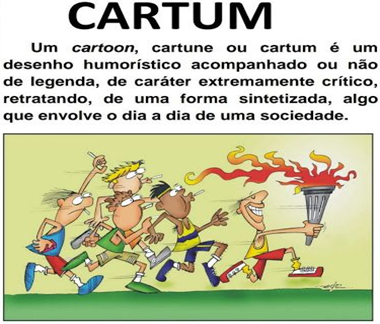 CARTUM
Um cartoon, cartune ou cartum é um
desenho humorístico acompanhado ou não
de legenda, de caráter extremamente crítico,
retratando, de uma forma sintetizada, algo
que envolve o dia a dia de uma sociedade.